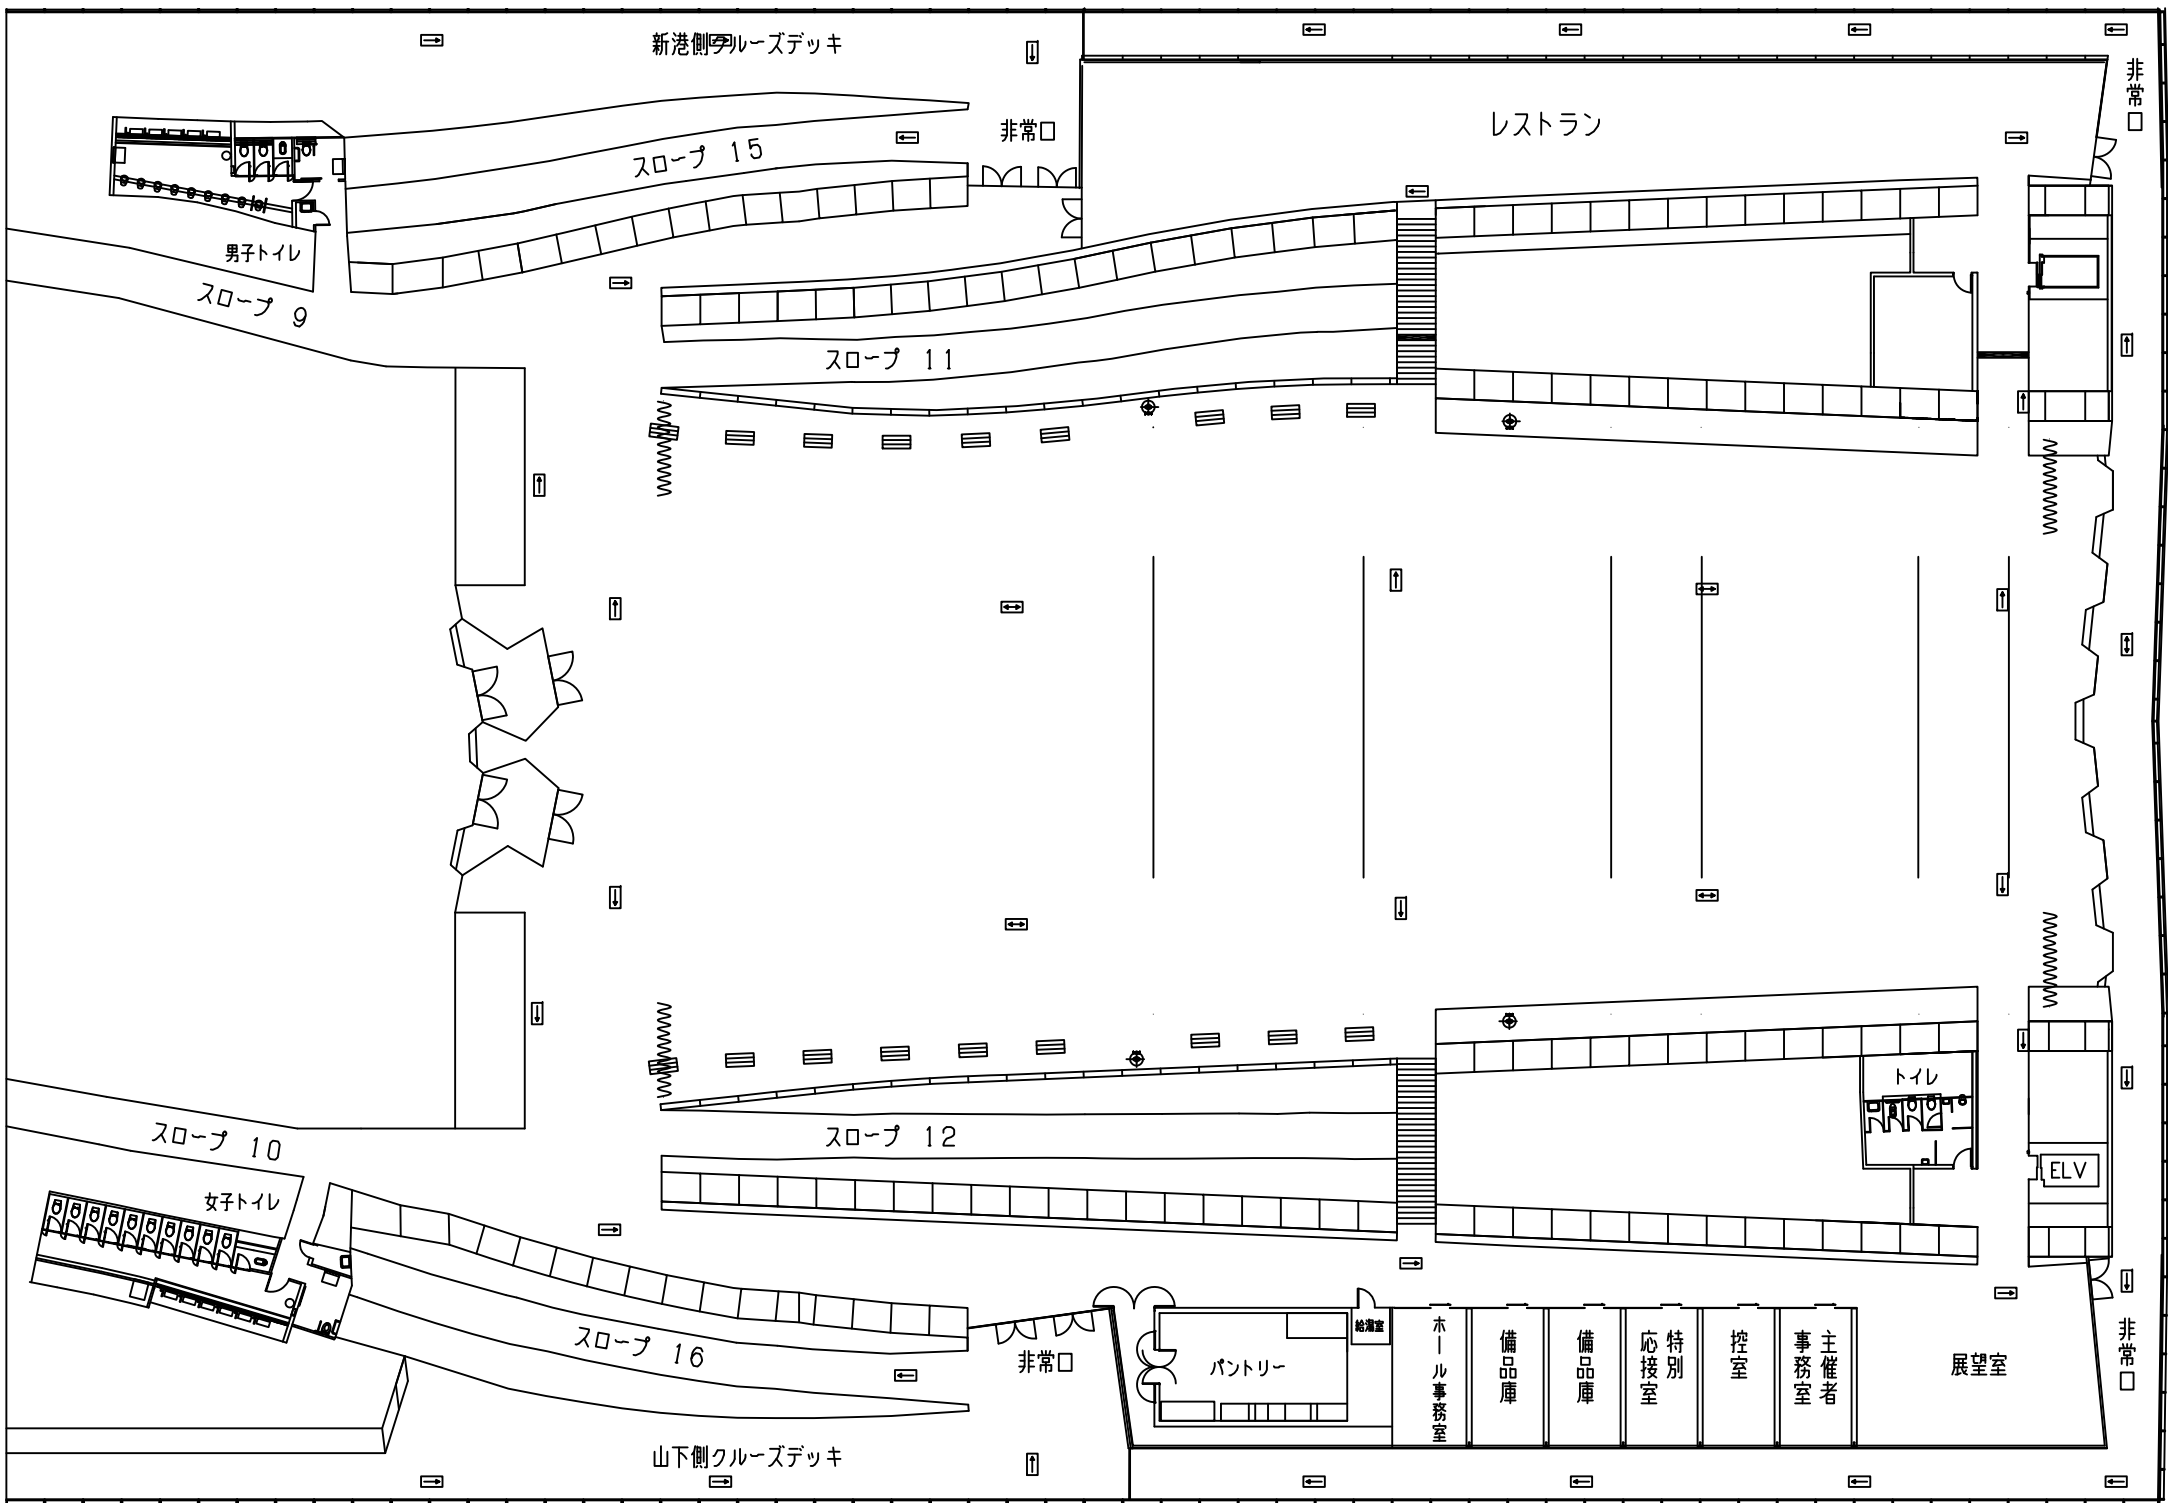 新港側クルーズデッキ
非常口
非常口
レストラン
スロープ 15
男子トイレ
スロープ 9
スロープ 11
スロープ 10
スロープ 12
トイレ
ELV
女子トイレ
スロープ 16
非常口
パントリー
給湯室
ホール事務室
備品庫
備品庫
特別
応接室
控室
主催者
事務室
展望室
非常口
山下側クルーズデッキ